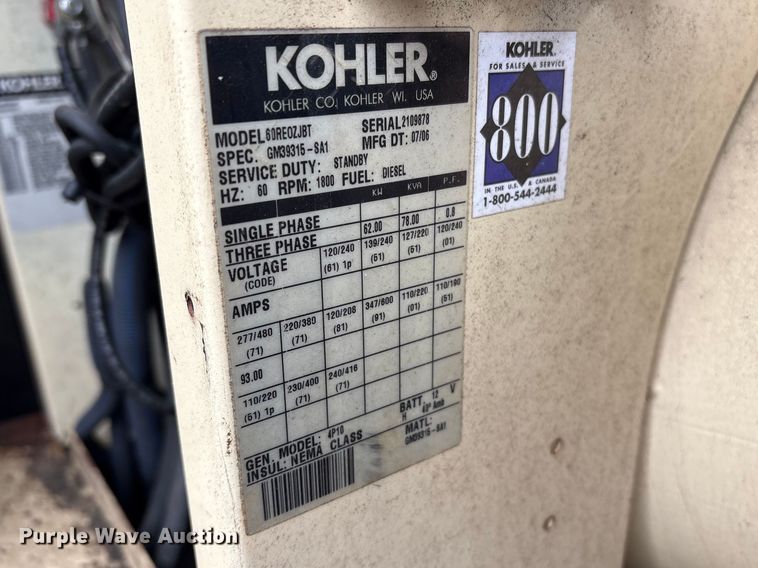 KOHLER®
KOHLER CO. KOHLER WI. USA
MODEL 60REOZJBT SERIAL 2109878
SPEC. GM39315-SA1 MFG DT: 07/06
SERVICE DUTY: STANDBY
HZ: 60 RPM: 1800 FUEL: DIESEL
KW KVA P.F.
SINGLE PHASE
THREE PHASE 62.00 78.00 0.8
VOLTAGE 120/240 139/240 127/220 120/240
(CODE) (61) 1p (51) (51) (01)
AMPS
277/480 220/380 120/208 347/600 110/220 110/190
(71) (71) (81) (91) (01) (51)
93.00
110/220 230/400 240/416
(61) 1p (71) (71)
BATT. 12 V
GEN. MODEL: 4P10 H 40° Amb
INSUL: NEMA CLASS MATL:
GM39315-SA1
KOHLER®
FOR SALES & SERVICE
800
IN THE U.S. & CANADA
1-800-544-2444
Purple Wave Auction